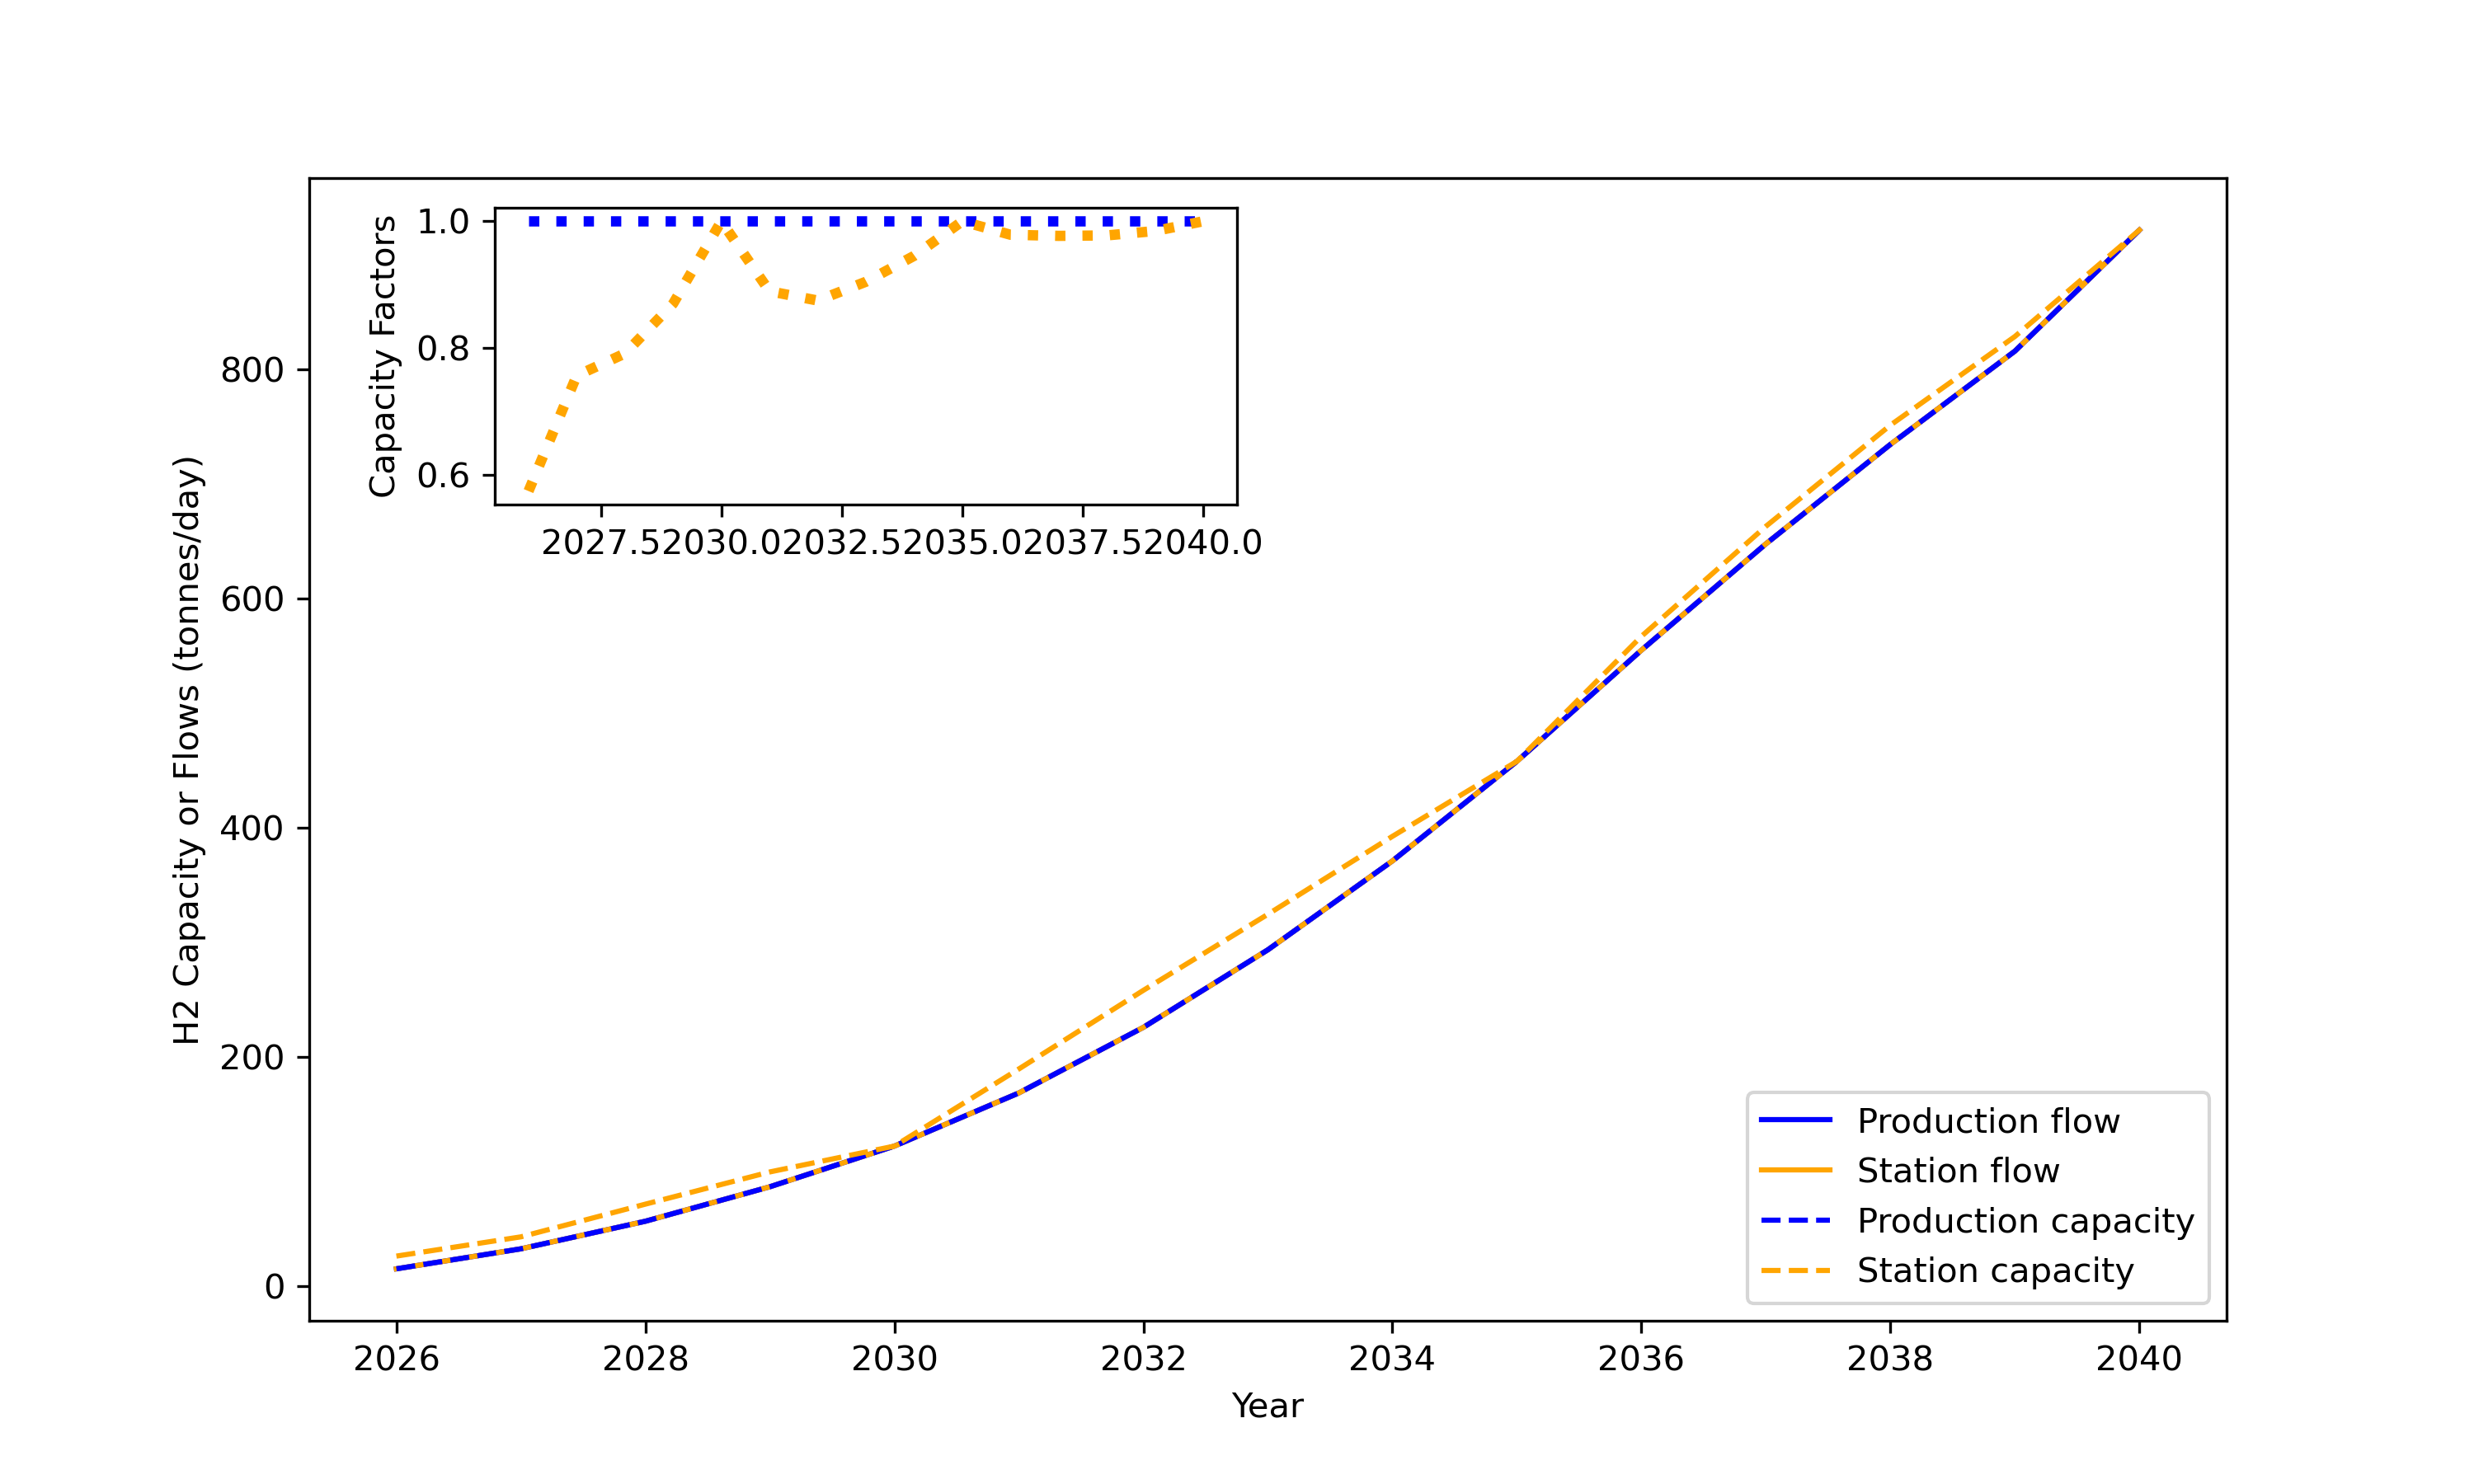 1.0
0.8
0.6
Capacity Factors
2027.52030.02032.52035.02037.52040.0
800
600
400
200
0
H2 Capacity or Flows (tonnes/day)
Production flow
Station flow
Production capacity
Station capacity
2026 2028 2030 2032 2034 2036 2038 2040
Year